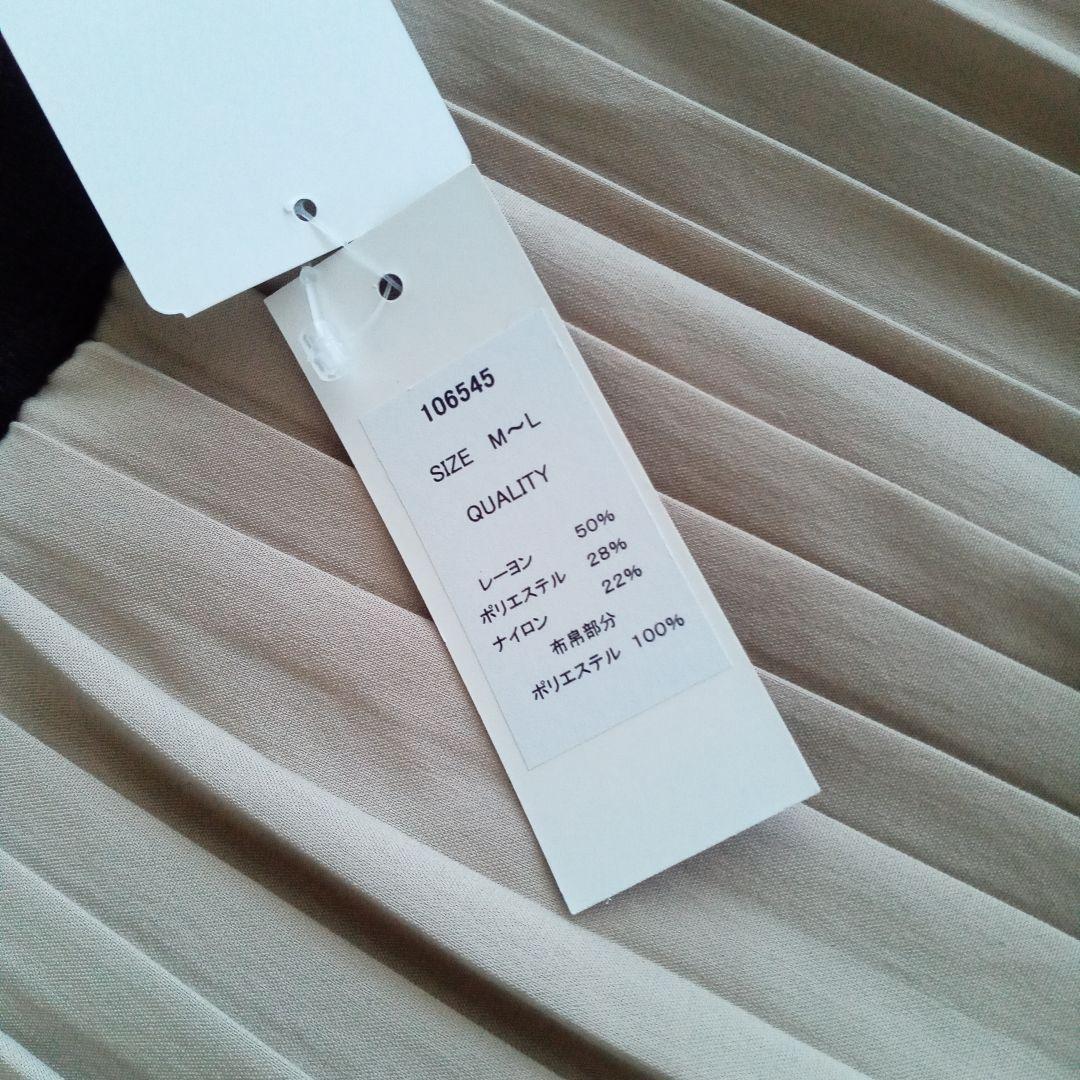 106545
SIZE M〜L
QUALITY
レーヨン 50%
ポリエステル 28%
ナイロン 22%
布帛部分
ポリエステル 100%